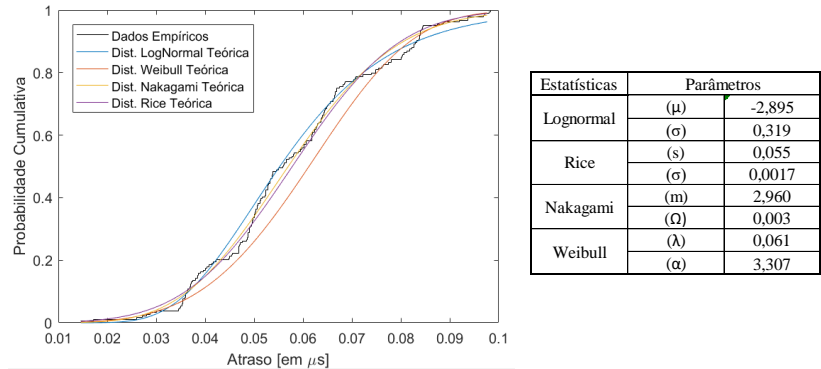 Probabilidade Cumulativa
1
0.8
0.6
0.4
0.2
0
Dados Empíricos
Dist. LogNormal Teórica
Dist. Weibull Teórica
Dist. Nakagami Teórica
Dist. Rice Teórica
0.01 0.02 0.03 0.04 0.05 0.06 0.07 0.08 0.09 0.1
Atraso [em μs]
Estatísticas Parâmetros
Lognormal (μ) -2,895
(σ) 0,319
Rice (s) 0,055
(σ) 0,0017
Nakagami (m) 2,960
(Ω) 0,003
Weibull (λ) 0,061
(α) 3,307